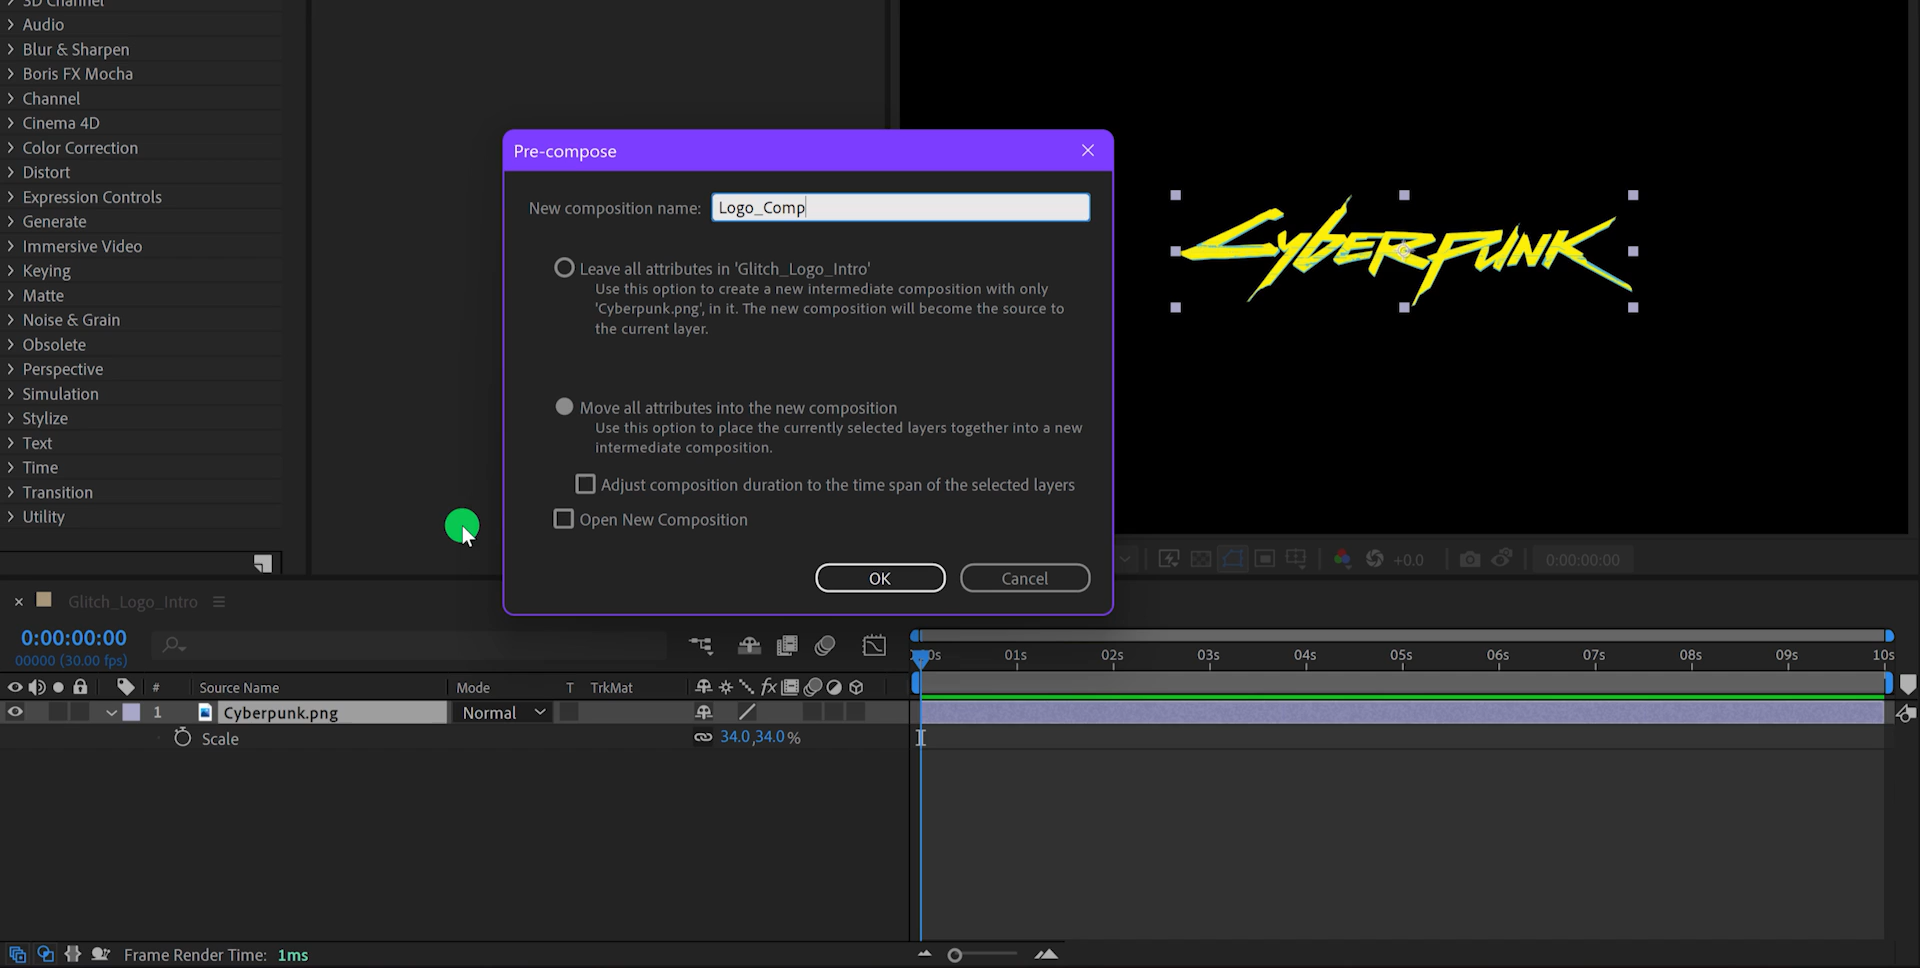 3D Channel
Audio
Blur & Sharpen
Boris FX Mocha
Channel
Cinema 4D
Color Correction
Distort
Expression Controls
Generate
Immersive Video
Keying
Matte
Noise & Grain
Obsolete
Perspective
Simulation
Stylize
Text
Time
Transition
Utility
Pre-compose
New composition name: Logo_Comp
Leave all attributes in 'Glitch_Logo_Intro'
Use this option to create a new intermediate composition with only
'Cyberpunk.png', in it. The new composition will become the source to
the current layer.
Move all attributes into the new composition
Use this option to place the currently selected layers together into a new
intermediate composition.
Adjust composition duration to the time span of the selected layers
Open New Composition
OK Cancel
CYBERPUNK
+0.0 0:00:00:00
Glitch_Logo_Intro
0:00:00:00
00000 (30.00 fps)
01s 02s 03s 04s 05s 06s 07s 08s 09s 10s
# Source Name Mode T TrkMat fx
1 Cyberpunk.png Normal
Scale 34.0,34.0 %
Frame Render Time: 1ms